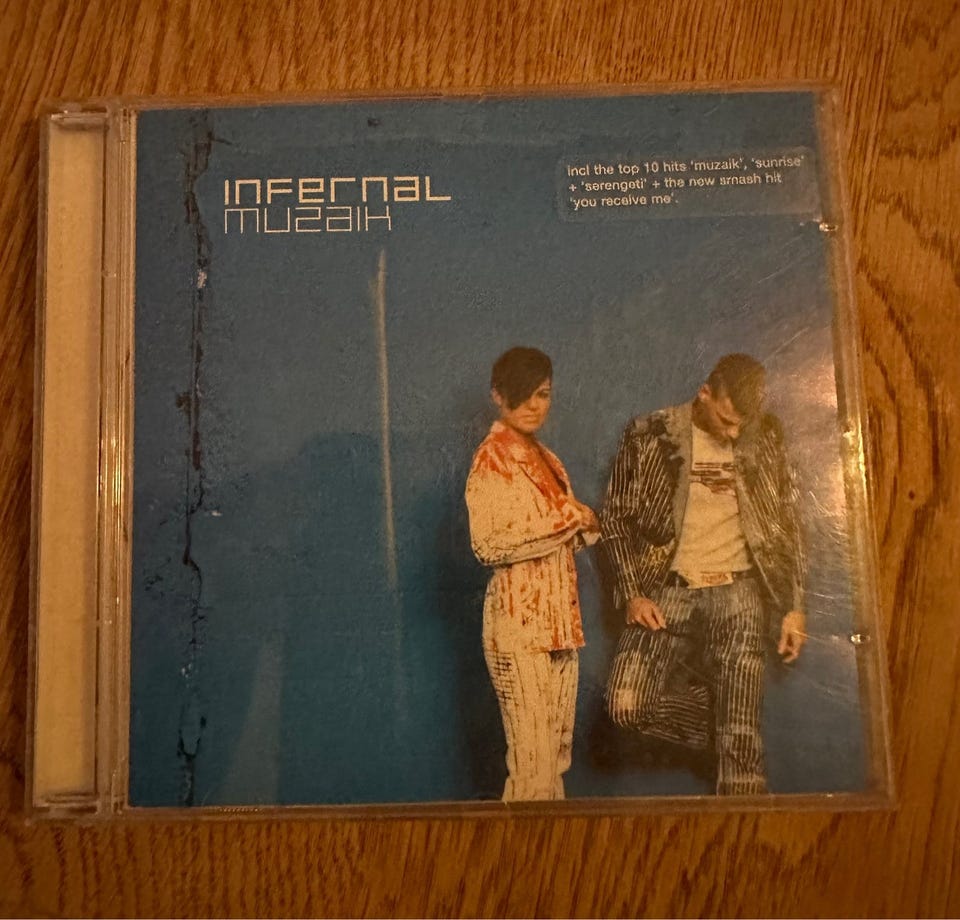 infernal
muzaik
incl the top 10 hits 'muzaik', 'sunrise'
+ 'serengeti' + the new smash hit
'you receive me'.